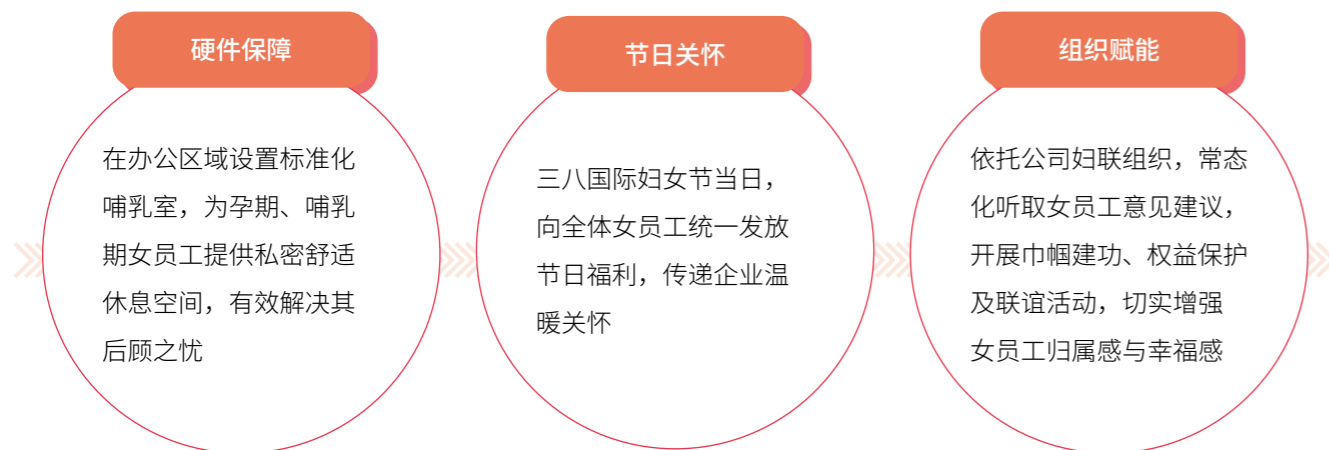 硬件保障
在办公区域设置标准化
哺乳室，为孕期、哺乳
期女员工提供私密舒适
休息空间，有效解决其
后顾之忧
节日关怀
三八国际妇女节当日，
向全体女员工统一发放
节日福利，传递企业温
暖关怀
组织赋能
依托公司妇联组织，常态
化听取女员工意见建议，
开展巾帼建功、权益保护
及联谊活动，切实增强
女员工归属感与幸福感